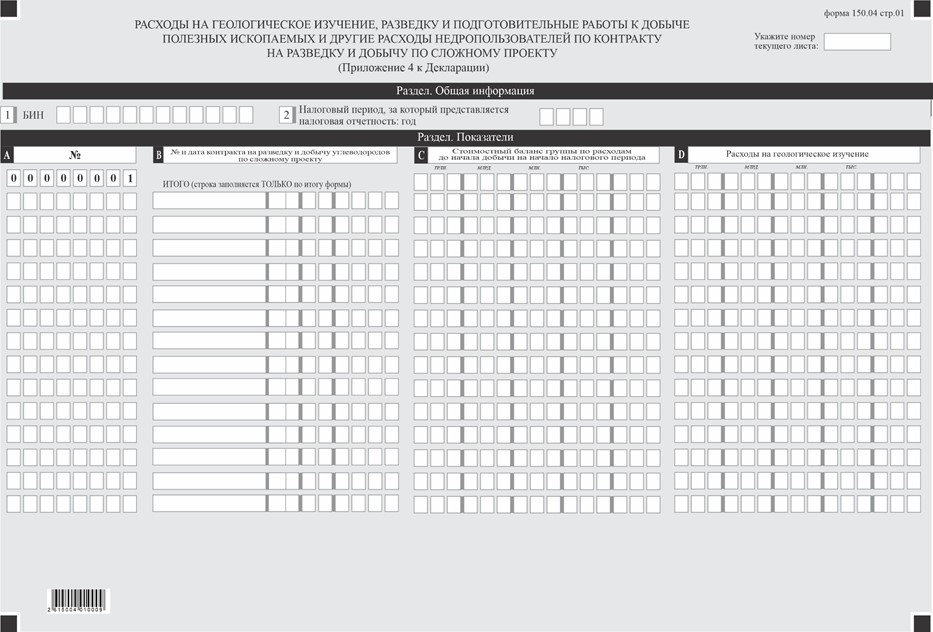 форма 150.04 стр.01
РАСХОДЫ НА ГЕОЛОГИЧЕСКОЕ ИЗУЧЕНИЕ, РАЗВЕДКУ И ПОДГОТОВИТЕЛЬНЫЕ РАБОТЫ К ДОБЫЧЕ
ПОЛЕЗНЫХ ИСКОПАЕМЫХ И ДРУГИЕ РАСХОДЫ НЕДРОПОЛЬЗОВАТЕЛЕЙ ПО КОНТРАКТУ
НА РАЗВЕДКУ И ДОБЫЧУ ПО СЛОЖНОМУ ПРОЕКТУ
(Приложение 4 к Декларации)
Укажите номер
текущего листа:
Раздел. Общая информация
1 БИН
2 Налоговый период, за который представляется
налоговая отчетность: год
Раздел. Показатели
A №
B № и дата контракта на разведку и добычу углеводородов
по сложному проекту
C Стоимостный баланс группы по расходам
до начала добычи на начало налогового периода
D Расходы на геологическое изучение
трлн. млрд. млн. тыс.
трлн. млрд. млн. тыс.
0 0 0 0 0 0 0 1
ИТОГО (строка заполняется ТОЛЬКО по итогу формы)
2 615004 010009